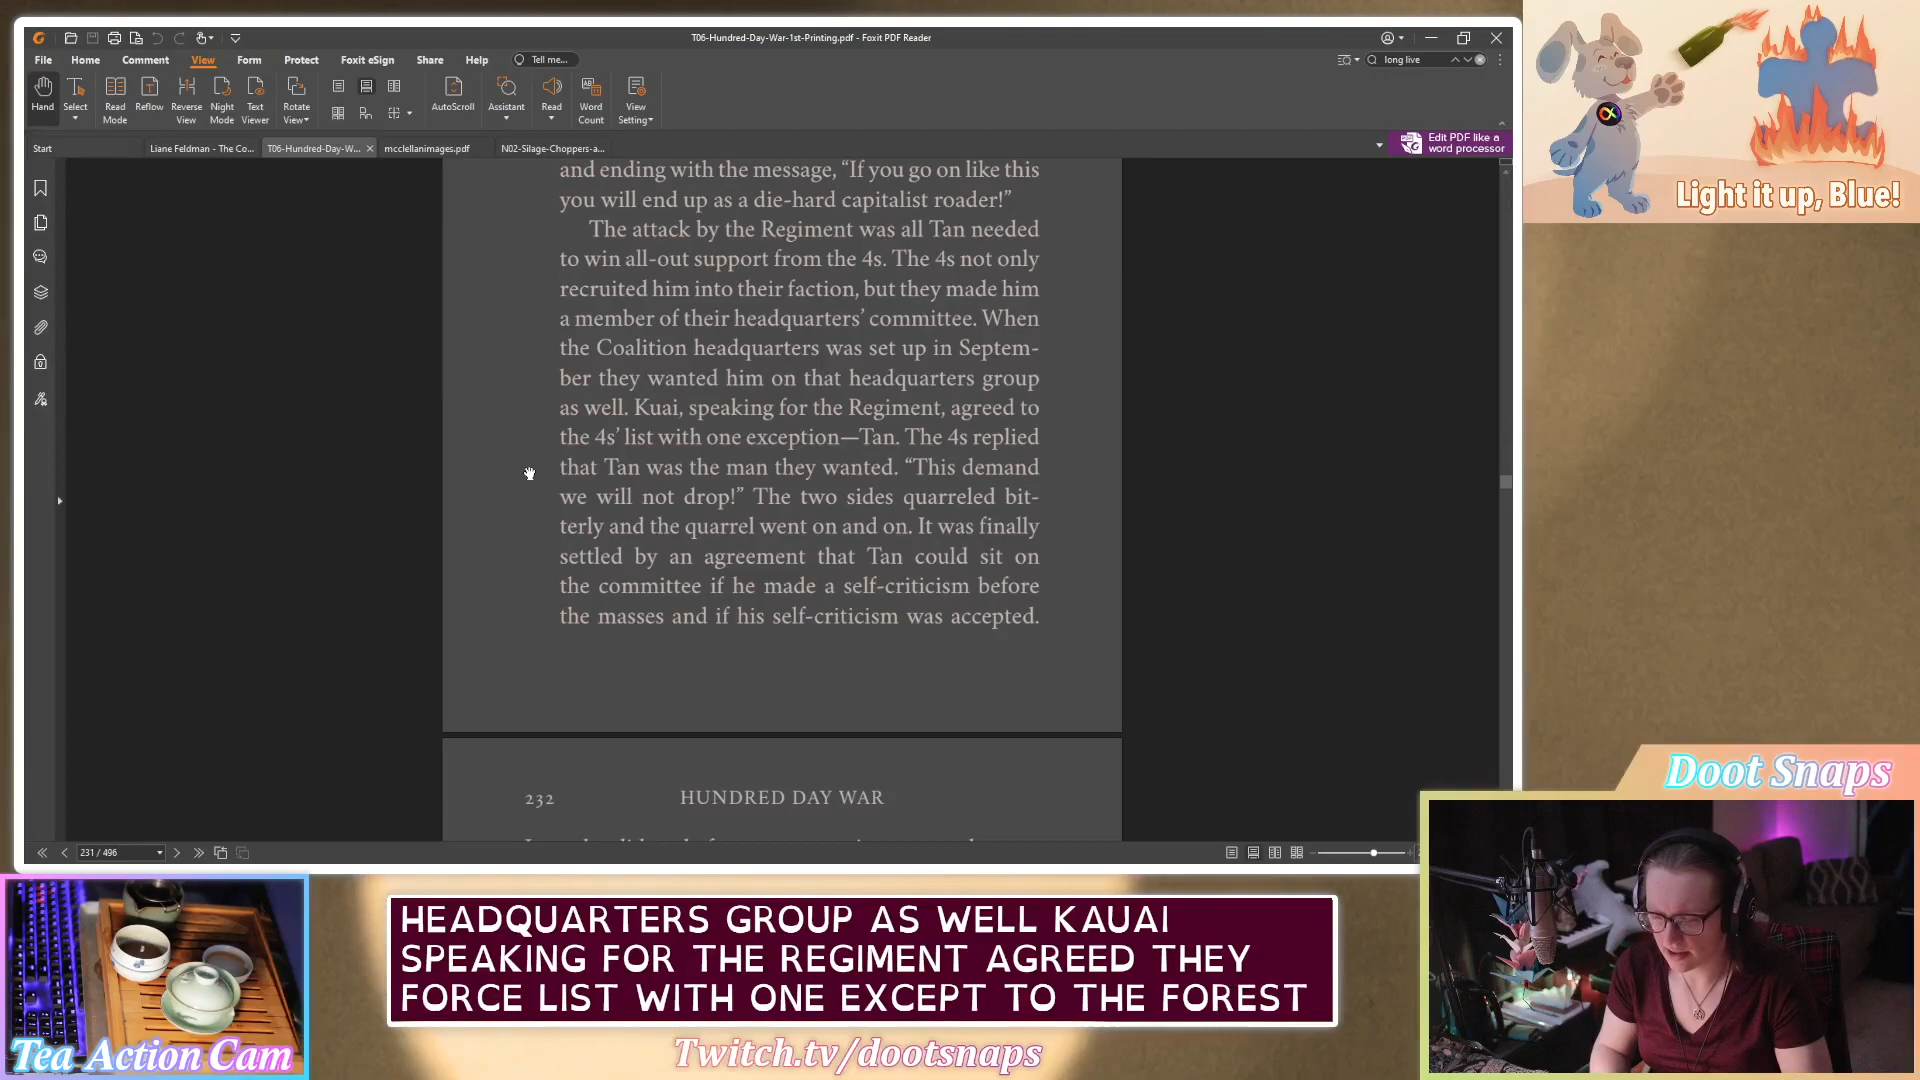 T06-Hundred-Day-War-1st-Printing.pdf - Foxit PDF Reader
File Home Comment View Form Protect Foxit eSign Share Help Tell me... long live
Hand Select Read Mode Reflow Reverse View Night Mode Text Viewer Rotate View AutoScroll Assistant Read Word Count View Setting
Start Liane Feldman - The Co... T06-Hundred-Day-W... mcclellanimages.pdf N02-Silage-Choppers-a... Edit PDF like a word processor
and ending with the message, “If you go on like this
you will end up as a die-hard capitalist roader!”
The attack by the Regiment was all Tan needed
to win all-out support from the 4s. The 4s not only
recruited him into their faction, but they made him
a member of their headquarters’ committee. When
the Coalition headquarters was set up in Septem-
ber they wanted him on that headquarters group
as well. Kuai, speaking for the Regiment, agreed to
the 4s’ list with one exception—Tan. The 4s replied
that Tan was the man they wanted. “This demand
we will not drop!” The two sides quarreled bit-
terly and the quarrel went on and on. It was finally
settled by an agreement that Tan could sit on
the committee if he made a self-criticism before
the masses and if his self-criticism was accepted.
232 HUNDRED DAY WAR
231 / 496
Light it up, Blue!
Doot Snaps
Tea Action Cam
HEADQUARTERS GROUP AS WELL KAUAI
SPEAKING FOR THE REGIMENT AGREED THEY
FORCE LIST WITH ONE EXCEPT TO THE FOREST
Twitch.tv/dootsnaps